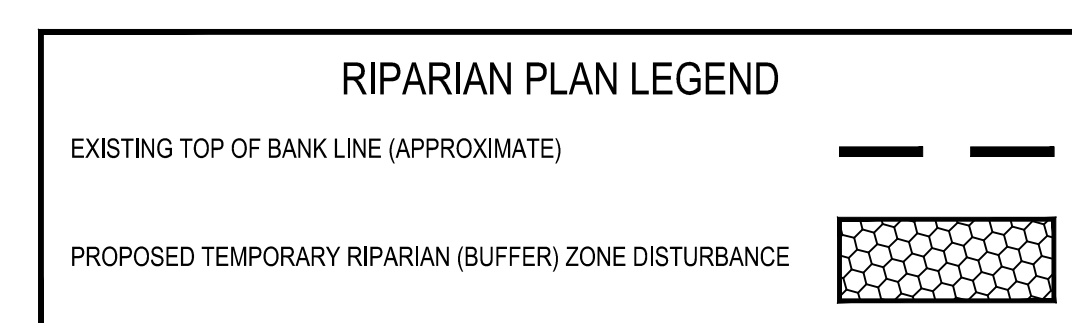 RIPARIAN PLAN LEGEND
EXISTING TOP OF BANK LINE (APPROXIMATE)
PROPOSED TEMPORARY RIPARIAN (BUFFER) ZONE DISTURBANCE